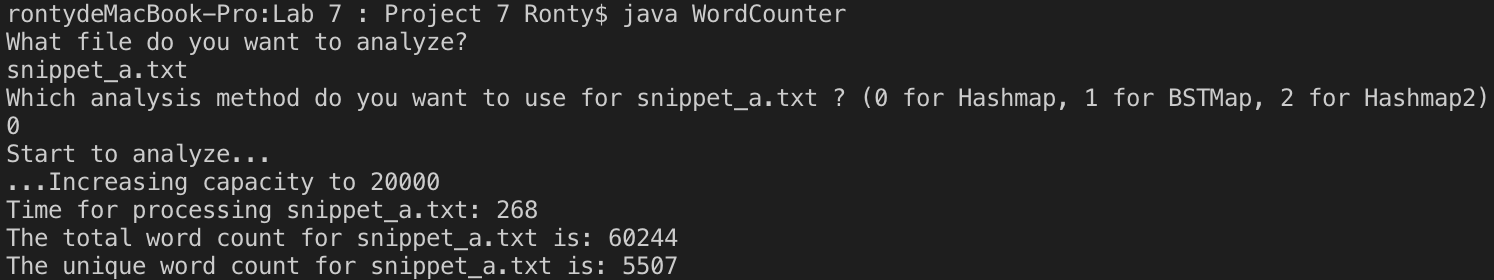 rontydeMacBook-Pro:Lab 7 : Project 7 Ronty$ java WordCounter
What file do you want to analyze?
snippet_a.txt
Which analysis method do you want to use for snippet_a.txt ? (0 for Hashmap, 1 for BSTMap, 2 for Hashmap2)
0
Start to analyze...
...Increasing capacity to 20000
Time for processing snippet_a.txt: 268
The total word count for snippet_a.txt is: 60244
The unique word count for snippet_a.txt is: 5507